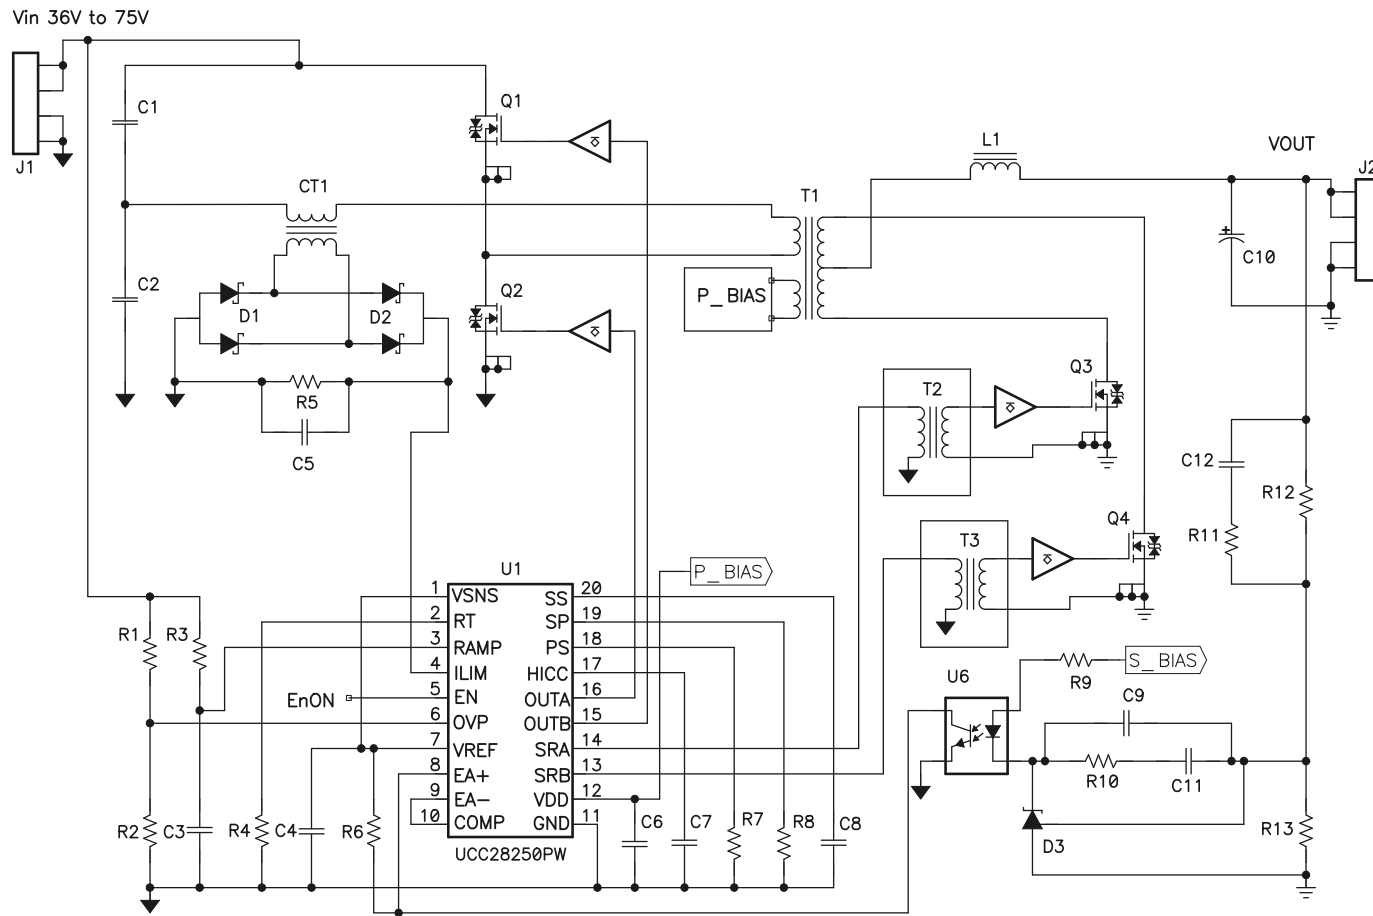 Vin 36V to 75V
J1
C1
Q1
CT1
T1
L1
VOUT
J2
C2
D1
D2
Q2
P_BIAS
C10
R5
C5
T2
Q3
C12
R12
R11
T3
Q4
P_BIAS
U1
1 VSNS SS 20
2 RT SP 19
3 RAMP PS 18
4 ILIM HICC 17
5 EN OUTA 16
6 OVP OUTB 15
7 VREF SRA 14
8 EA+ SRB 13
9 EA- VDD 12
10 COMP GND 11
UCC28250PW
EnON
R1
R3
R2
C3
R4
C4
R6
C6
C7
R7
R8
C8
U6
R9
S_BIAS
C9
R10
C11
D3
R13
+